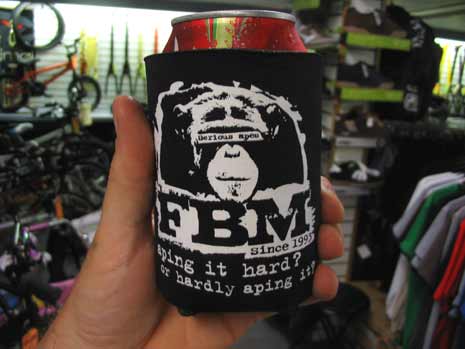 Serious apes
FBM
since 1993
aping it hard?
or hardly aping it?